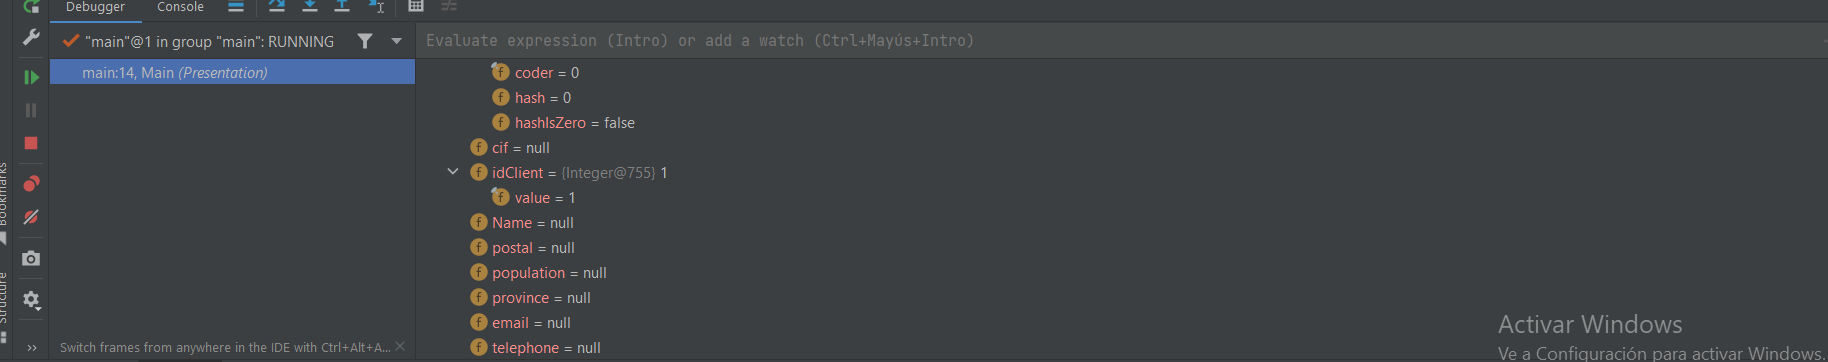 Debugger Console
"main"@1 in group "main": RUNNING
Evaluate expression (Intro) or add a watch (Ctrl+Mayús+Intro)
main:14, Main (Presentation)
f coder = 0
f hash = 0
f hashIsZero = false
f cif = null
f idClient = {Integer@755} 1
f value = 1
f Name = null
f postal = null
f population = null
f province = null
f email = null
f telephone = null
Bookmarks
Structure
Switch frames from anywhere in the IDE with Ctrl+Alt+A...
Activar Windows
Ve a Configuración para activar Windows.